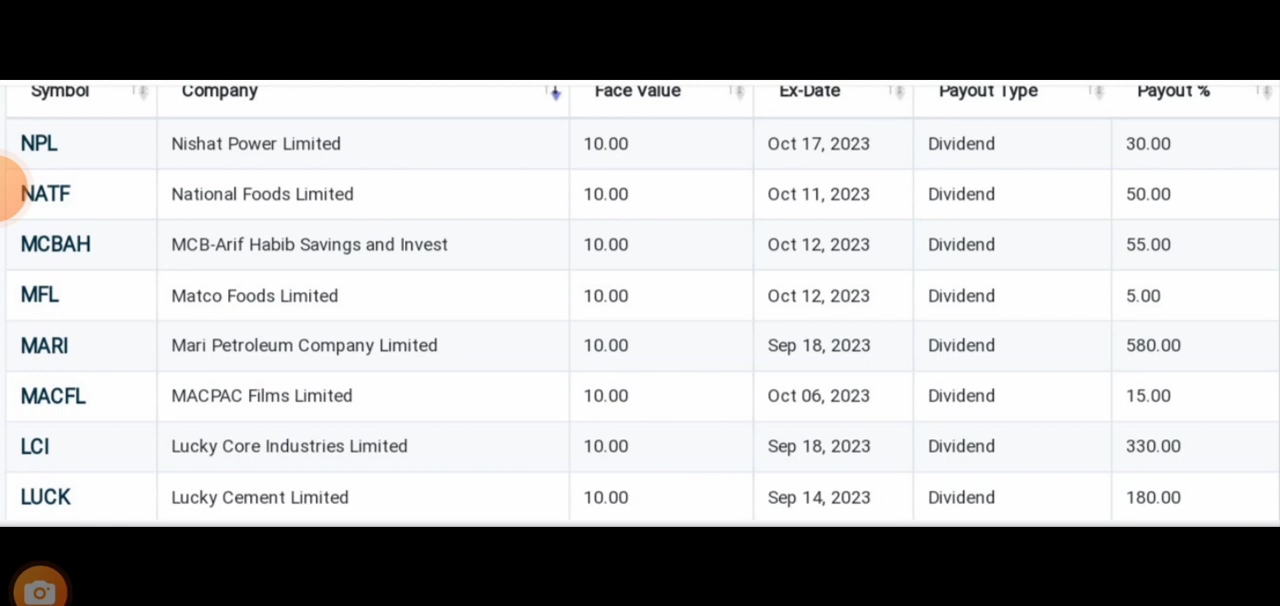 Symbol Company Face Value Ex-Date Payout Type Payout %
NPL Nishat Power Limited 10.00 Oct 17, 2023 Dividend 30.00
NATF National Foods Limited 10.00 Oct 11, 2023 Dividend 50.00
MCBAH MCB-Arif Habib Savings and Invest 10.00 Oct 12, 2023 Dividend 55.00
MFL Matco Foods Limited 10.00 Oct 12, 2023 Dividend 5.00
MARI Mari Petroleum Company Limited 10.00 Sep 18, 2023 Dividend 580.00
MACFL MACPAC Films Limited 10.00 Oct 06, 2023 Dividend 15.00
LCI Lucky Core Industries Limited 10.00 Sep 18, 2023 Dividend 330.00
LUCK Lucky Cement Limited 10.00 Sep 14, 2023 Dividend 180.00